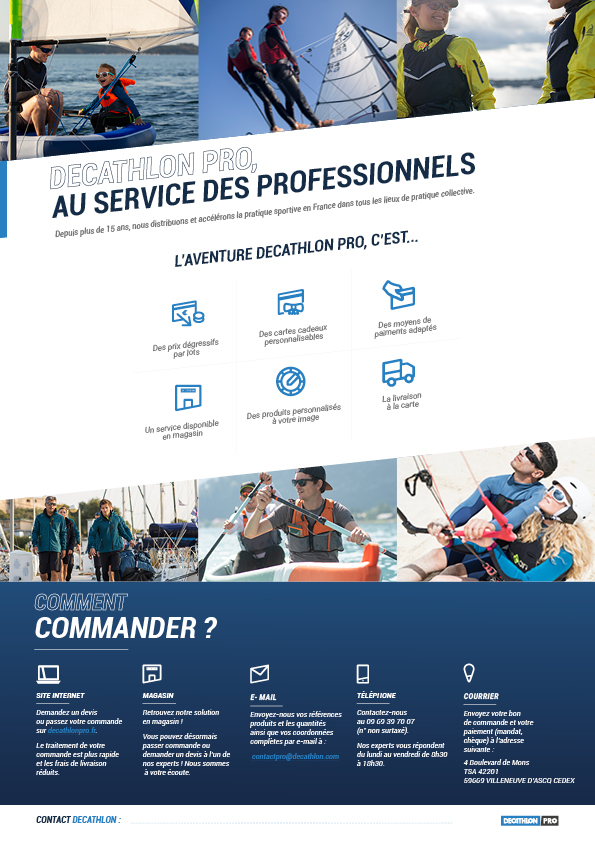 DECATHLON PRO,
AU SERVICE DES PROFESSIONNELS
Depuis plus de 15 ans, nous distribuons et accélérons la pratique sportive en France dans tous les lieux de pratique collective.
L'AVENTURE DECATHLON PRO, C'EST...
Des prix dégressifs
par lots
Des cartes cadeaux
personnalisables
Des moyens de
paiments adaptés
Un service disponible
en magasin
Des produits personnalisés
à votre image
La livraison
à la carte
COMMENT
COMMANDER ?
SITE INTERNET
Demandez un devis
ou passez votre commande
sur decathlonpro.fr.
Le traitement de votre
commande est plus rapide
et les frais de livraison
réduits.
MAGASIN
Retrouvez notre solution
en magasin !
Vous pouvez désormais
passer commande ou
demander un devis à l'un de
nos experts ! Nous sommes
à votre écoute.
E- MAIL
Envoyez-nous vos références
produits et les quantités
ainsi que vos coordonnées
complètes par e-mail à :
contactpro@decathlon.com
TÉLÉPHONE
Contactez-nous
au 09 69 39 70 07
(n° non surtaxé).
Nos experts vous répondent
du lundi au vendredi de 8h30
à 18h30.
COURRIER
Envoyez votre bon
de commande et votre
paiement (mandat,
chèque) à l'adresse
suivante :
4 Boulevard de Mons
TSA 42201
59669 VILLENEUVE D'ASCQ CEDEX
CONTACT DECATHLON :
DECATHLON PRO